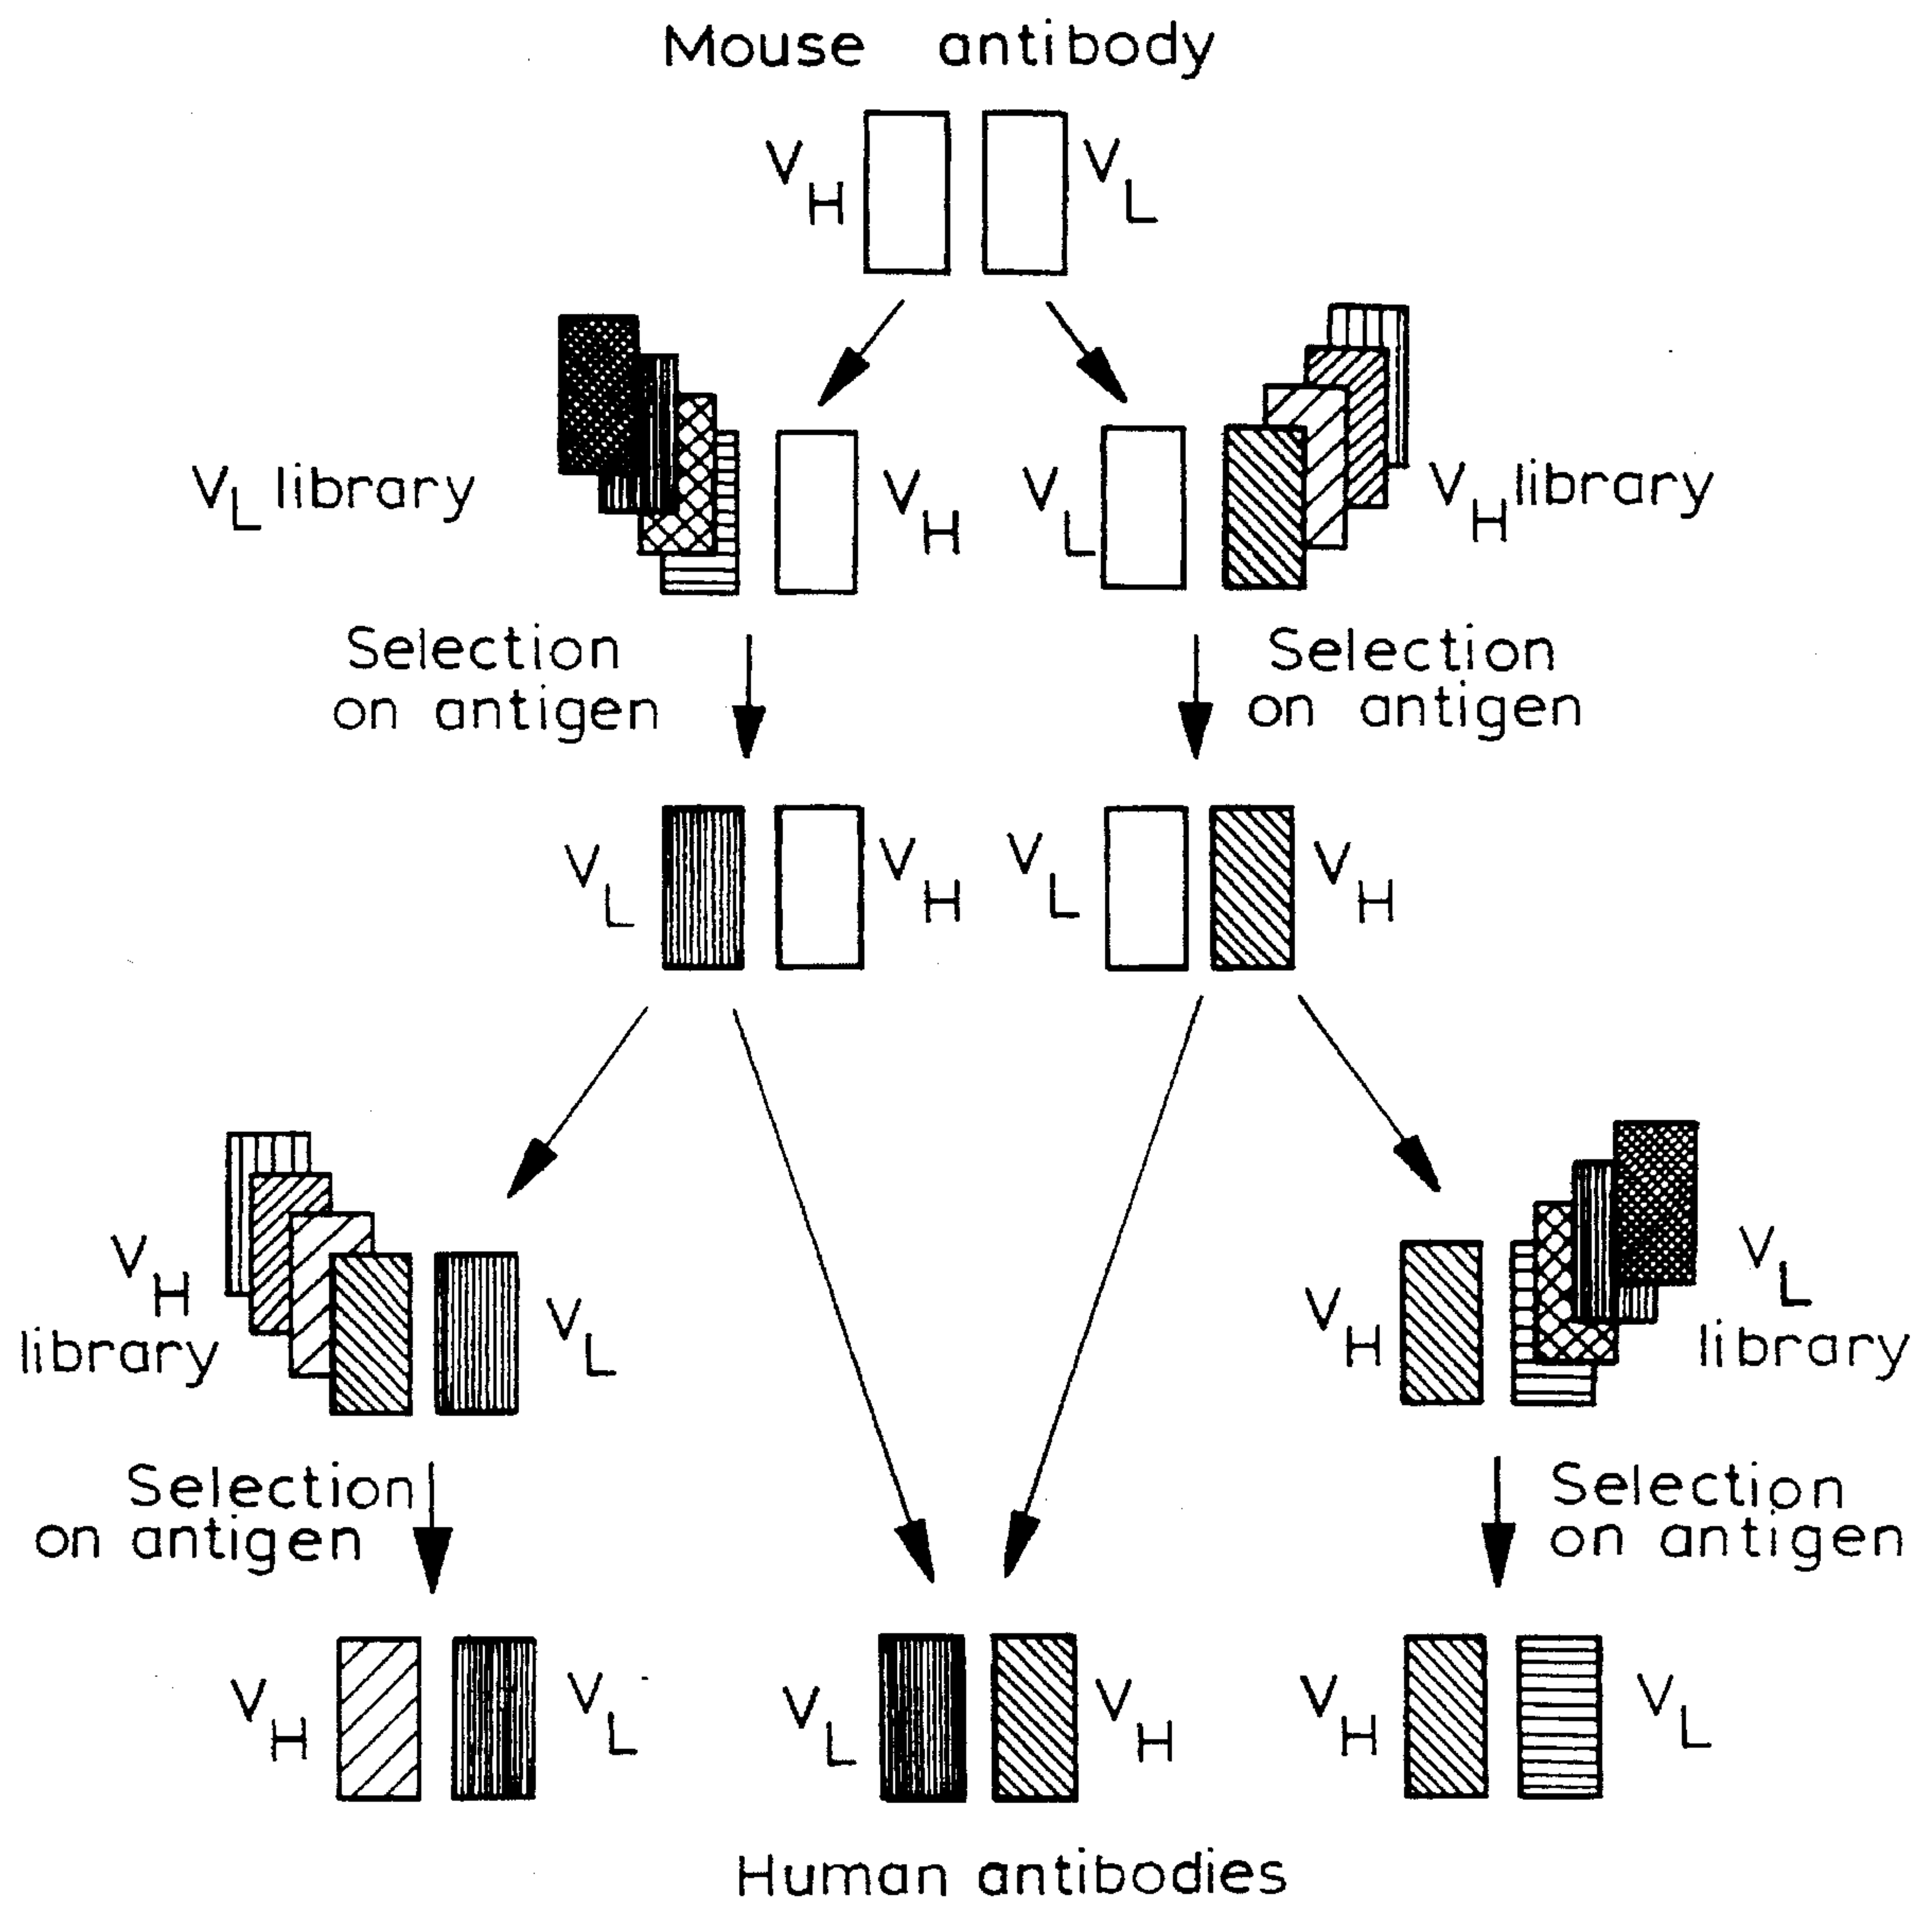 Mouse antibody
VH VL
VL library VH VL VH library
Selection on antigen
Selection on antigen
VL VH VL VH
VH library VL
VH VL library
Selection on antigen
Selection on antigen
VH VL VL VH VH VL
Human antibodies